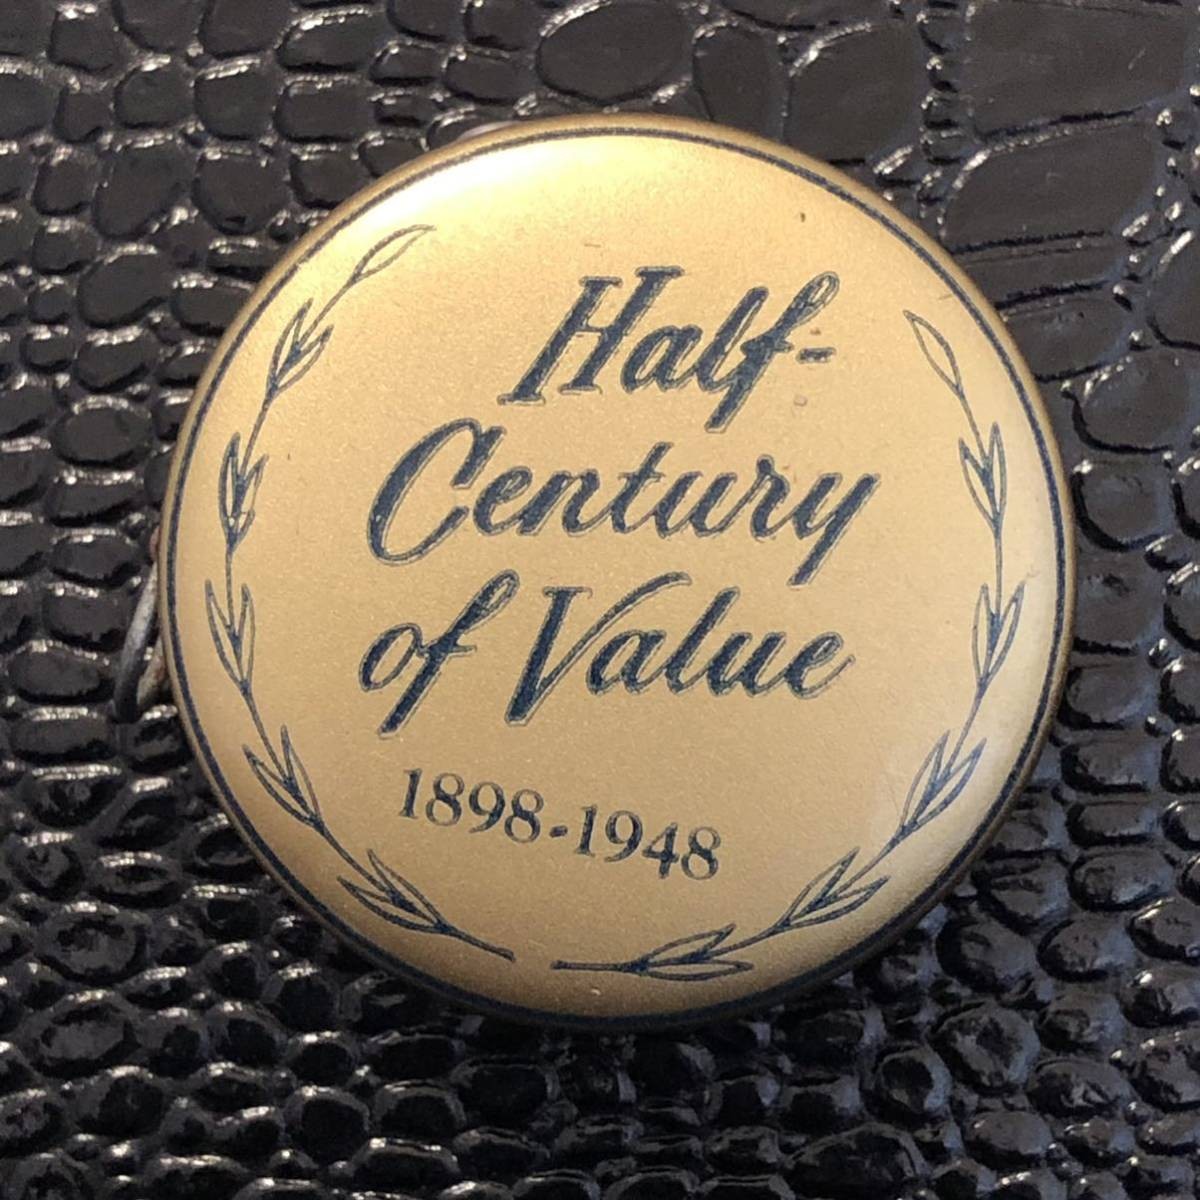 Half-
Century
of Value
1898-1948